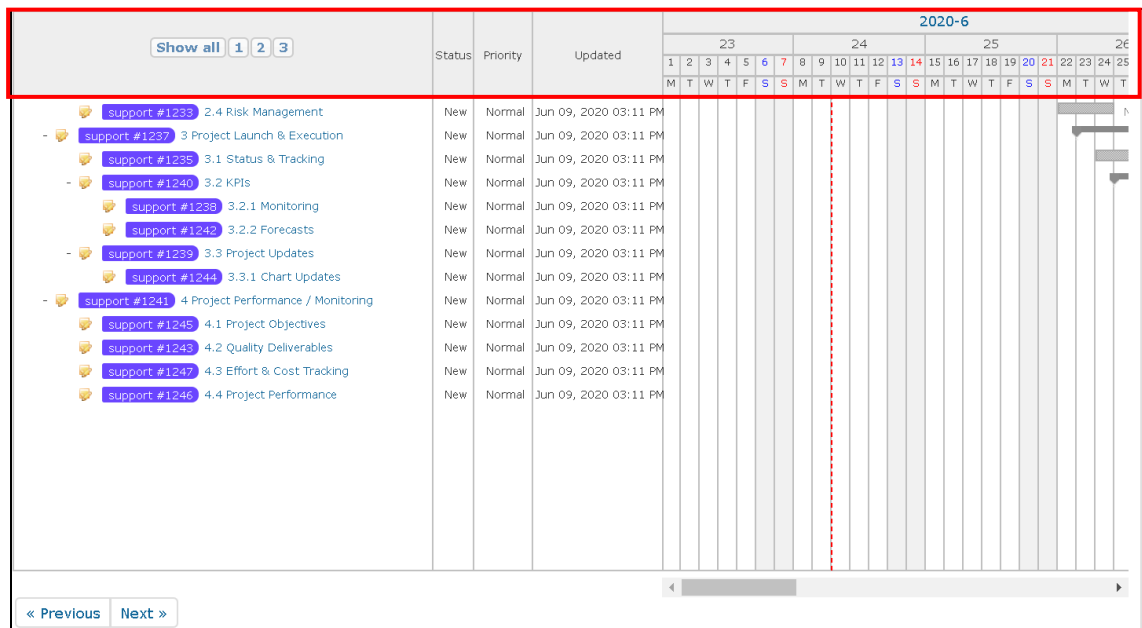 2020-6
Show all 1 2 3 Status Priority Updated
23 24 25 26
1 2 3 4 5 6 7 8 9 10 11 12 13 14 15 16 17 18 19 20 21 22 23 24 25
M T W T F S S M T W T F S S M T W T F S S M T W T
support #1233 2.4 Risk Management New Normal Jun 09, 2020 03:11 PM
- support #1237 3 Project Launch & Execution New Normal Jun 09, 2020 03:11 PM
support #1235 3.1 Status & Tracking New Normal Jun 09, 2020 03:11 PM
- support #1240 3.2 KPIs New Normal Jun 09, 2020 03:11 PM
support #1238 3.2.1 Monitoring New Normal Jun 09, 2020 03:11 PM
support #1242 3.2.2 Forecasts New Normal Jun 09, 2020 03:11 PM
- support #1239 3.3 Project Updates New Normal Jun 09, 2020 03:11 PM
support #1244 3.3.1 Chart Updates New Normal Jun 09, 2020 03:11 PM
- support #1241 4 Project Performance / Monitoring New Normal Jun 09, 2020 03:11 PM
support #1245 4.1 Project Objectives New Normal Jun 09, 2020 03:11 PM
support #1243 4.2 Quality Deliverables New Normal Jun 09, 2020 03:11 PM
support #1247 4.3 Effort & Cost Tracking New Normal Jun 09, 2020 03:11 PM
support #1246 4.4 Project Performance New Normal Jun 09, 2020 03:11 PM
« Previous Next »